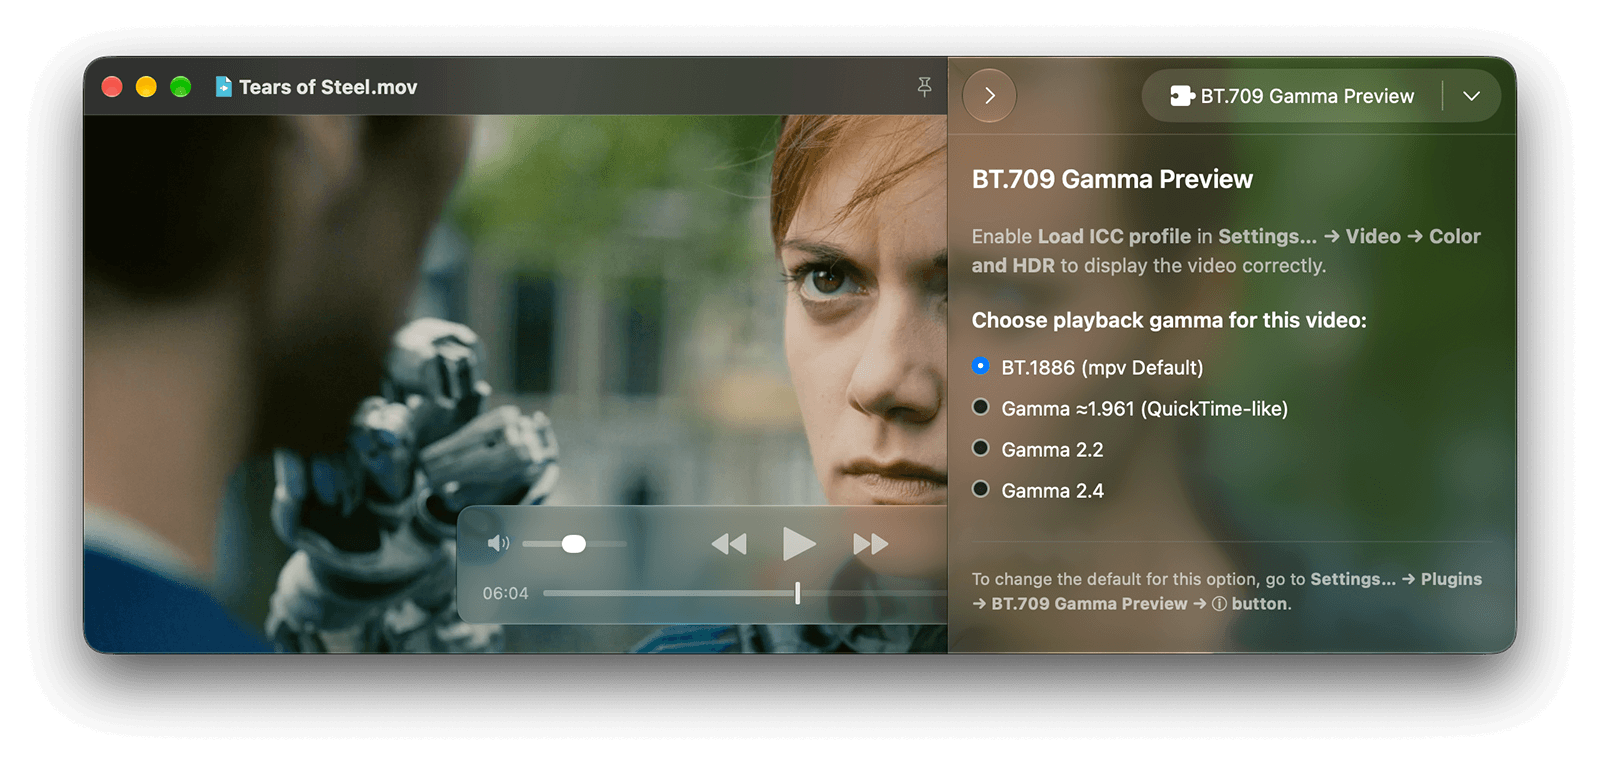 Tears of Steel.mov
BT.709 Gamma Preview
BT.709 Gamma Preview
Enable Load ICC profile in Settings... → Video → Color
and HDR to display the video correctly.
Choose playback gamma for this video:
BT.1886 (mpv Default)
Gamma ≈1.961 (QuickTime-like)
Gamma 2.2
Gamma 2.4
06:04
To change the default for this option, go to Settings... → Plugins
→ BT.709 Gamma Preview → ⓘ button.